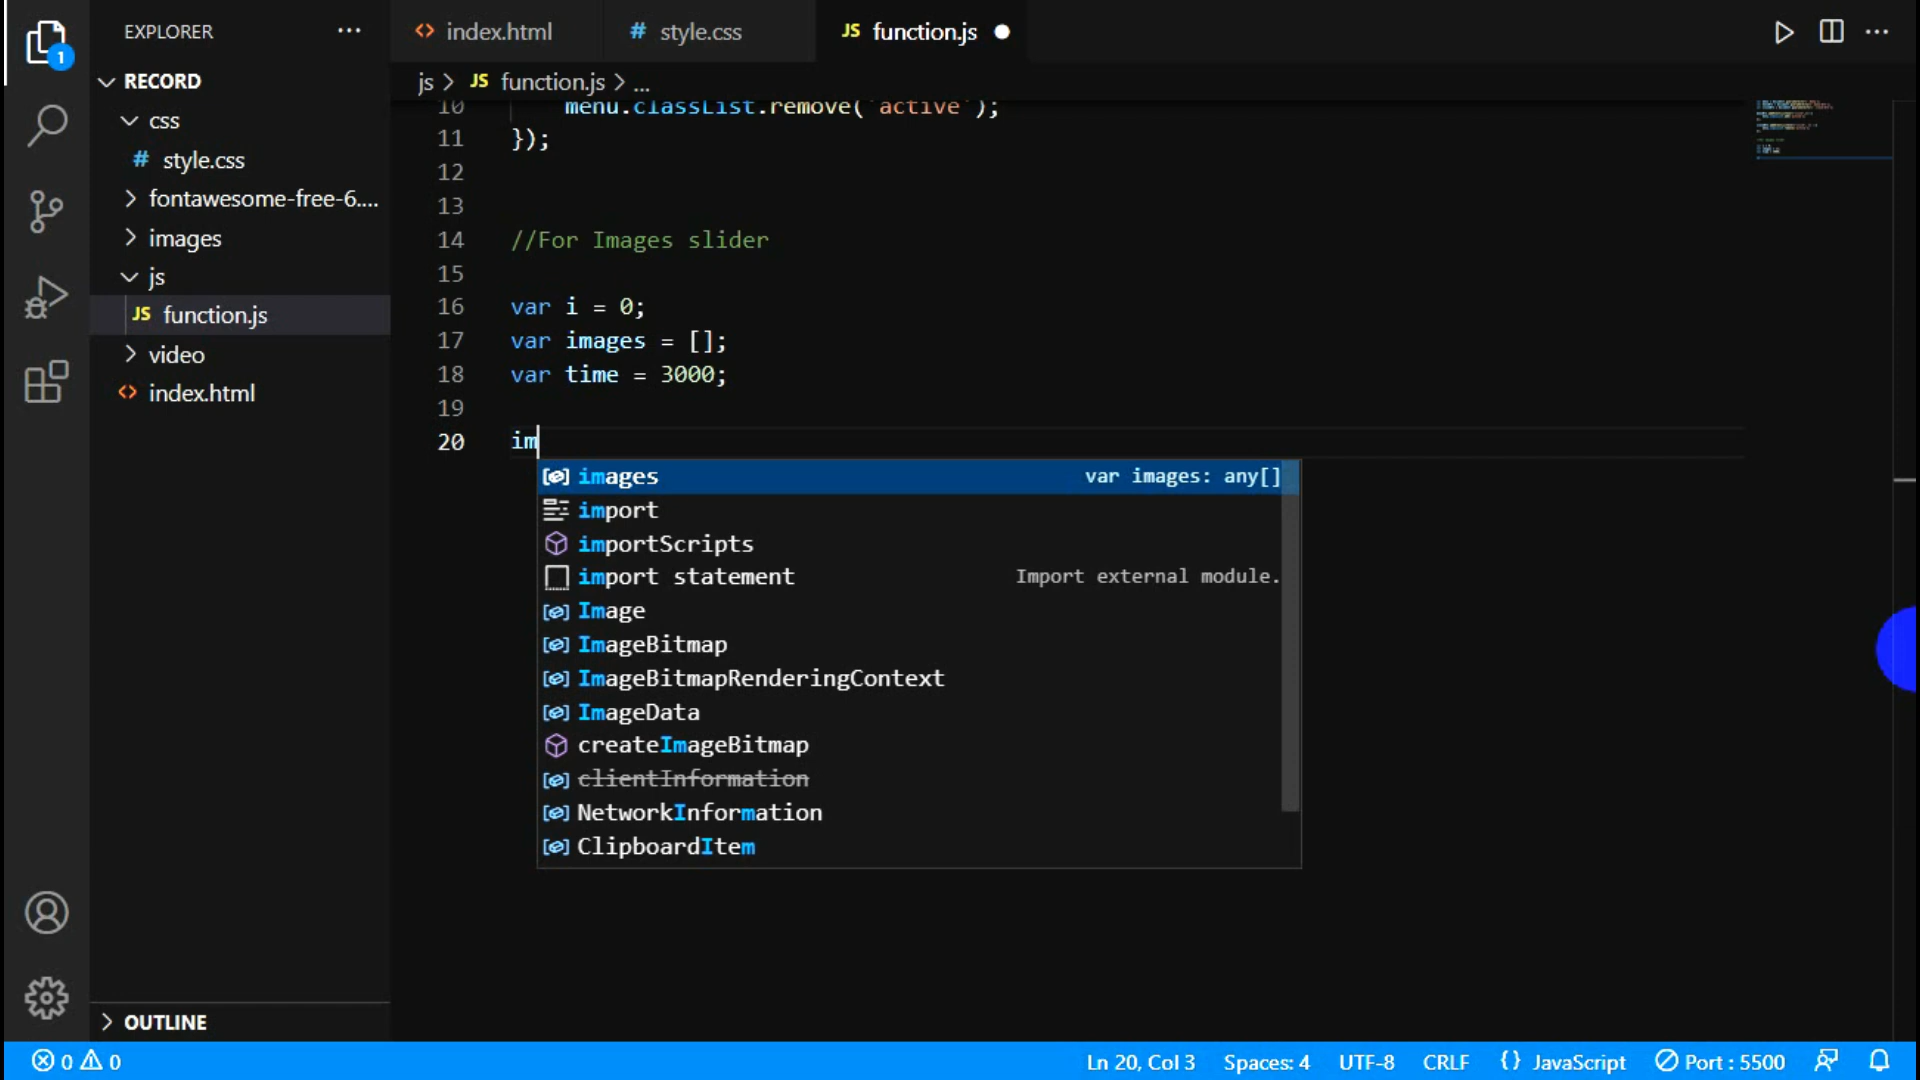 EXPLORER ...
index.html
# style.css
JS function.js
1
RECORD
js > JS function.js > ...
css
# style.css
fontawesome-free-6....
images
js
JS function.js
video
index.html
10 menu.classList.remove('active');
11 });
12
13
14 //For Images slider
15
16 var i = 0;
17 var images = [];
18 var time = 3000;
19
20 im
images var images: any[]
import
importScripts
import statement Import external module.
Image
ImageBitmap
ImageBitmapRenderingContext
ImageData
createImageBitmap
clientInformation
NetworkInformation
ClipboardItem
OUTLINE
0 0
Ln 20, Col 3 Spaces: 4 UTF-8 CRLF {} JavaScript Port : 5500